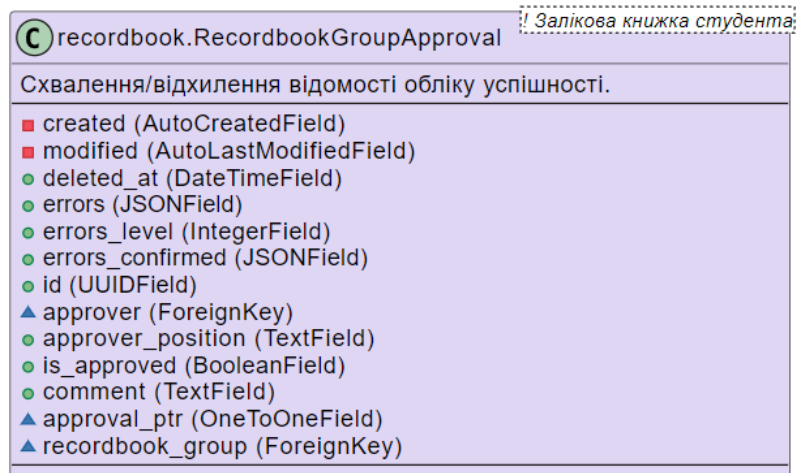 ! Залікова книжка студента
C recordbook.RecordbookGroupApproval
Схвалення/відхилення відомості обліку успішності.
created (AutoCreatedField)
modified (AutoLastModifiedField)
deleted_at (DateTimeField)
errors (JSONField)
errors_level (IntegerField)
errors_confirmed (JSONField)
id (UUIDField)
approver (ForeignKey)
approver_position (TextField)
is_approved (BooleanField)
comment (TextField)
approval_ptr (OneToOneField)
recordbook_group (ForeignKey)